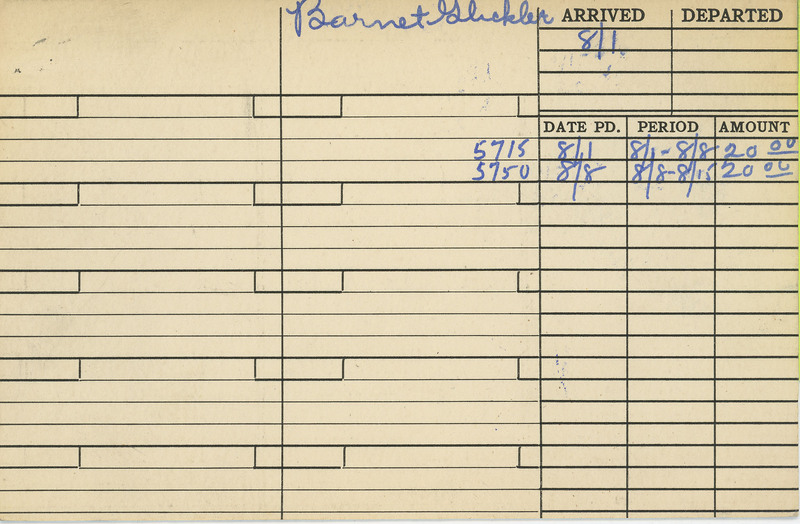 Barnet Glickler ARRIVED DEPARTED
8/1
DATE PD. PERIOD AMOUNT
5715 8/1 8/1-8/8 20 00
5750 8/8 8/8-8/15 20 00